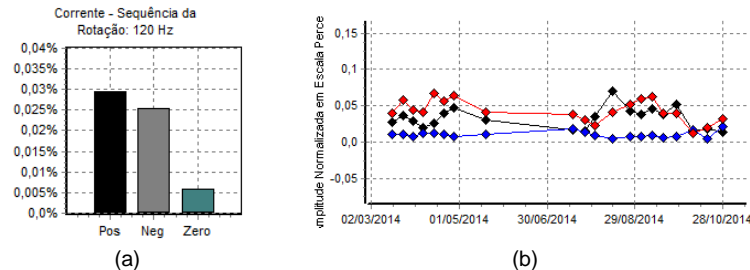 Corrente - Sequência da
Rotação: 120 Hz
0,04%
0,035%
0,03%
0,025%
0,02%
0,015%
0,01%
0,005%
0,0%
Pos Neg Zero
(a)
mplitude Normalizada em Escala Perce
0,15
0,1
0,05
0,0
-0,05
02/03/2014 01/05/2014 30/06/2014 29/08/2014 28/10/2014
(b)